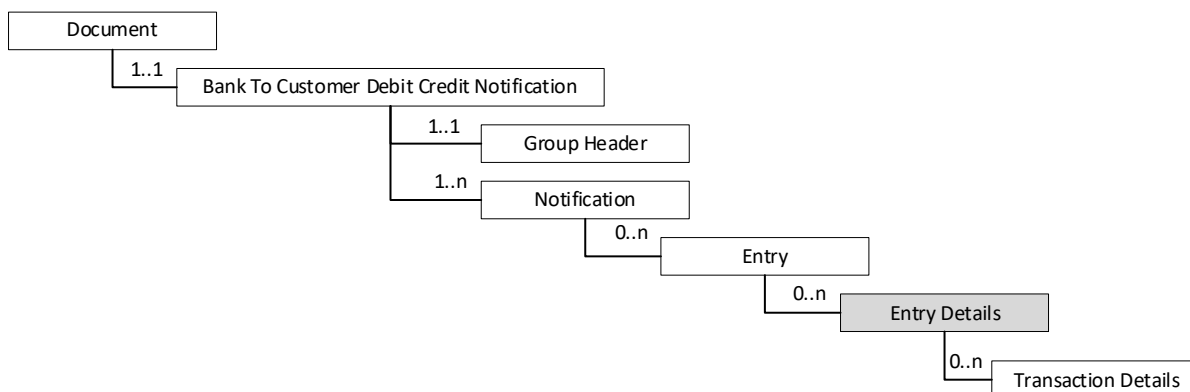 Document
1..1
Bank To Customer Debit Credit Notification
1..1
Group Header
1..n
Notification
0..n
Entry
0..n
Entry Details
0..n
Transaction Details